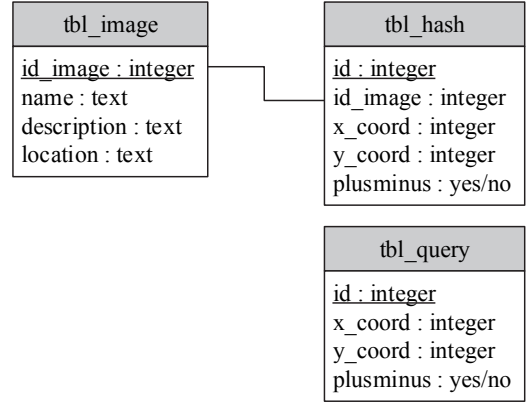 tbl_image
id_image : integer
name : text
description : text
location : text
tbl_hash
id : integer
id_image : integer
x_coord : integer
y_coord : integer
plusminus : yes/no
tbl_query
id : integer
x_coord : integer
y_coord : integer
plusminus : yes/no